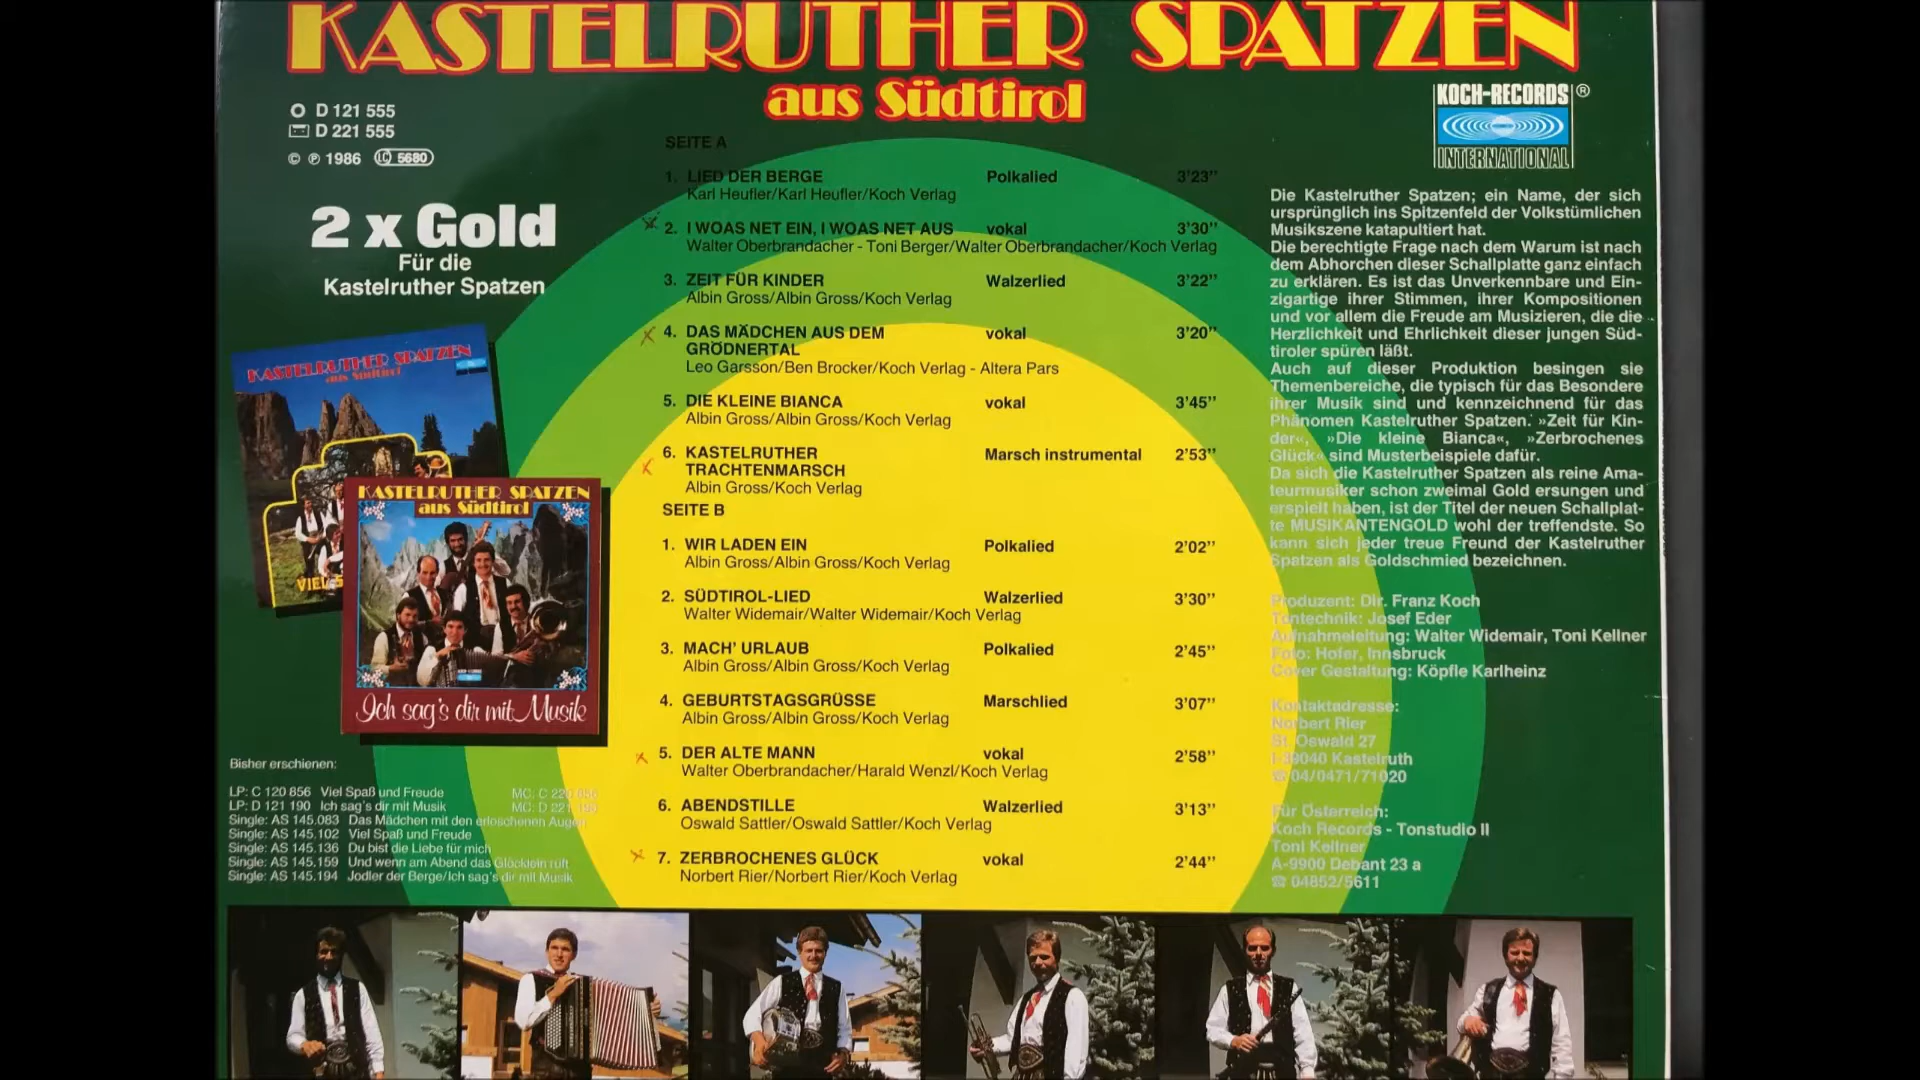 KASTELRUTHER SPATZEN
aus Südtirol
D 121 555
D 221 555
© ℗ 1986 LC 5680
2 x Gold
Für die
Kastelruther Spatzen
KASTELRUTHER SPATZEN
aus Südtirol
KASTELRUTHER SPATZEN
aus Südtirol
Ich sag's dir mit Musik
Bisher erschienen:
LP: C 120 856 Viel Spaß und Freude MC: C 220
LP: D 121 190 Ich sag's dir mit Musik MC: D 221
Single: AS 145.083 Das Mädchen mit den erloschenen Augen
Single: AS 145.102 Viel Spaß und Freude
Single: AS 145.136 Du bist die Liebe für mich
Single: AS 145.159 Und wenn am Abend das Glöcklein ruft
Single: AS 145.194 Jodler der Berge/Ich sag's dir mit Musik
SEITE A
1. LIED DER BERGE Polkalied 3'23''
Karl Heufler/Karl Heufler/Koch Verlag
2. I WOAS NET EIN, I WOAS NET AUS vokal 3'30''
Walter Oberbrandacher - Toni Berger/Walter Oberbrandacher/Koch Verlag
3. ZEIT FÜR KINDER Walzerlied 3'22''
Albin Gross/Albin Gross/Koch Verlag
4. DAS MÄDCHEN AUS DEM vokal 3'20''
GRÖDNERTAL
Leo Garsson/Ben Brocker/Koch Verlag - Altera Pars
5. DIE KLEINE BIANCA vokal 3'45''
Albin Gross/Albin Gross/Koch Verlag
6. KASTELRUTHER Marsch instrumental 2'53''
TRACHTENMARSCH
Albin Gross/Koch Verlag
SEITE B
1. WIR LADEN EIN Polkalied 2'02''
Albin Gross/Albin Gross/Koch Verlag
2. SÜDTIROL-LIED Walzerlied 3'30''
Walter Widemair/Walter Widemair/Koch Verlag
3. MACH' URLAUB Polkalied 2'45''
Albin Gross/Albin Gross/Koch Verlag
4. GEBURTSTAGSGRÜSSE Marschlied 3'07''
Albin Gross/Albin Gross/Koch Verlag
5. DER ALTE MANN vokal 2'58''
Walter Oberbrandacher/Harald Wenzl/Koch Verlag
6. ABENDSTILLE Walzerlied 3'13''
Oswald Sattler/Oswald Sattler/Koch Verlag
7. ZERBROCHENES GLÜCK vokal 2'44''
Norbert Rier/Norbert Rier/Koch Verlag
KOCH-RECORDS ®
INTERNATIONAL
Die Kastelruther Spatzen; ein Name, der sich
ursprünglich ins Spitzenfeld der Volkstümlichen
Musikszene katapultiert hat.
Die berechtigte Frage nach dem Warum ist nach
dem Abhorchen dieser Schallplatte ganz einfach
zu erklären. Es ist das Unverkennbare und Ein-
zigartige ihrer Stimmen, ihrer Kompositionen
und vor allem die Freude am Musizieren, die die
Herzlichkeit und Ehrlichkeit dieser jungen Süd-
tiroler spüren läßt.
Auch auf dieser Produktion besingen sie
Themenbereiche, die typisch für das Besondere
ihrer Musik sind und kennzeichnend für das
Phänomen Kastelruther Spatzen. »Zeit für Kin-
der«, »Die kleine Bianca«, »Zerbrochenes
Glück« sind Musterbeispiele dafür.
Da sich die Kastelruther Spatzen als reine Ama-
teurmusiker schon zweimal Gold ersungen und
erspielt haben, ist der Titel der neuen Schallplat-
te MUSIKANTENGOLD wohl der treffendste. So
kann sich jeder treue Freund der Kastelruther
Spatzen als Goldschmied bezeichnen.
Produzent: Dir. Franz Koch
Tontechnik: Josef Eder
Aufnahmeleitung: Walter Widemair, Toni Kellner
Foto: Hofer, Innsbruck
Cover Gestaltung: Köpfle Karlheinz
Kontaktadresse:
Norbert Rier
St. Oswald 27
I-39040 Kastelruth
☎ 04/0471/71020
Für Österreich:
Koch Records - Tonstudio II
Toni Kellner
A-9900 Debant 23 a
☎ 04852/5611